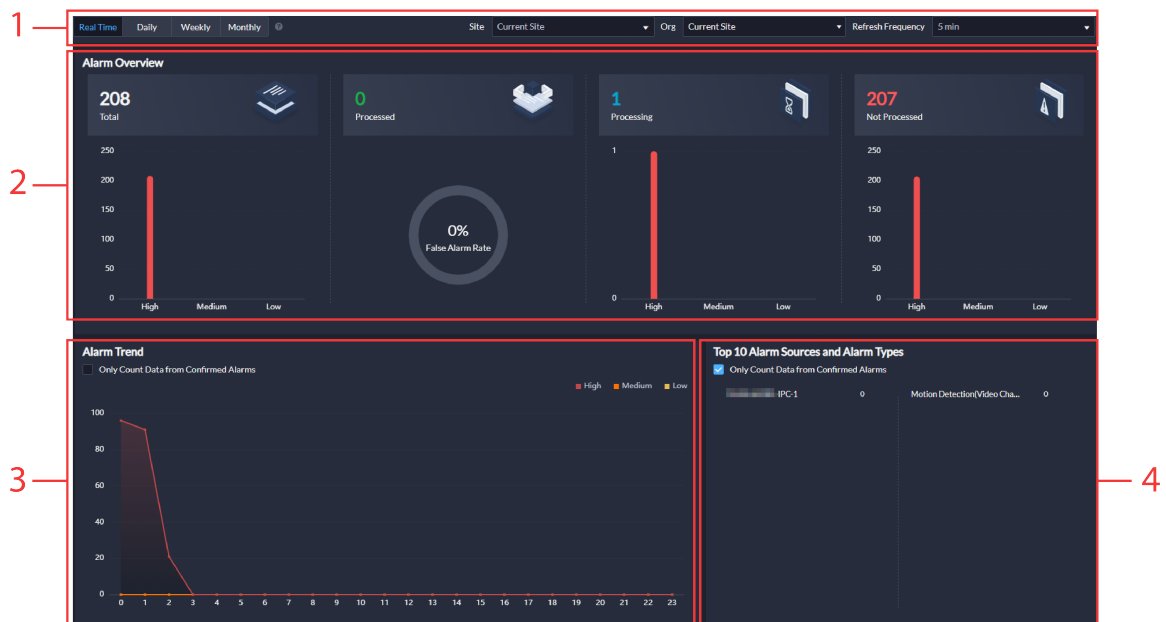 1
Real Time Daily Weekly Monthly ? Site Current Site Org Current Site Refresh Frequency 5 min
2
Alarm Overview
208 0 1 207
Total Processed Processing Not Processed
250 1 250
200 200
150 150
100 100
50 50
0 0 0
0%
False Alarm Rate
High Medium Low High Medium Low High Medium Low
3
Alarm Trend
Only Count Data from Confirmed Alarms
High Medium Low
100
80
60
40
20
0
0 1 2 3 4 5 6 7 8 9 10 11 12 13 14 15 16 17 18 19 20 21 22 23
4
Top 10 Alarm Sources and Alarm Types
Only Count Data from Confirmed Alarms
-IPC-1 0 Motion Detection(Video Cha... 0